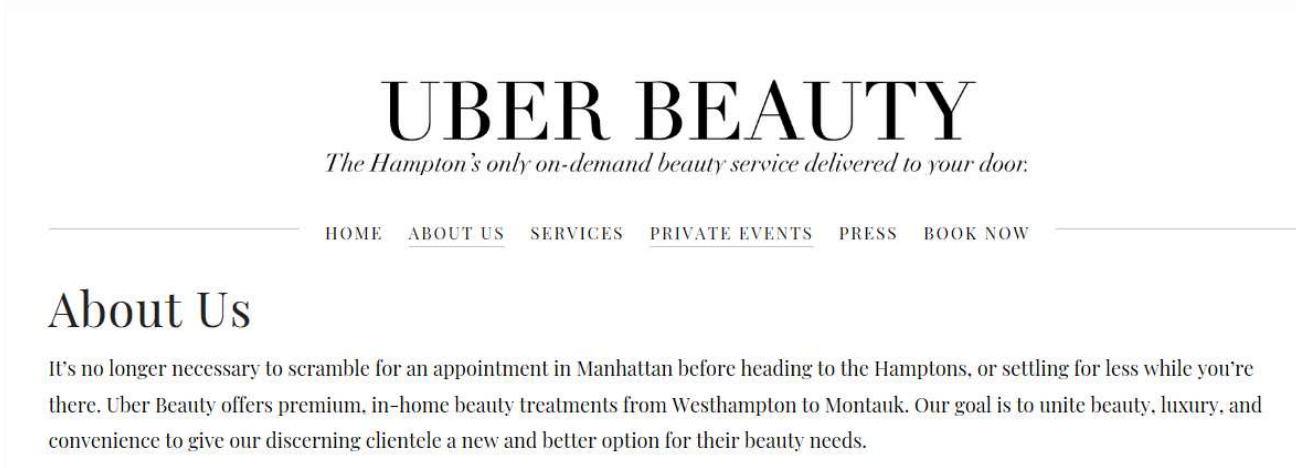 UBER BEAUTY
The Hampton's only on-demand beauty service delivered to your door.
HOME ABOUT US SERVICES PRIVATE EVENTS PRESS BOOK NOW
About Us
It's no longer necessary to scramble for an appointment in Manhattan before heading to the Hamptons, or settling for less while you're
there. Uber Beauty offers premium, in-home beauty treatments from Westhampton to Montauk. Our goal is to unite beauty, luxury, and
convenience to give our discerning clientele a new and better option for their beauty needs.